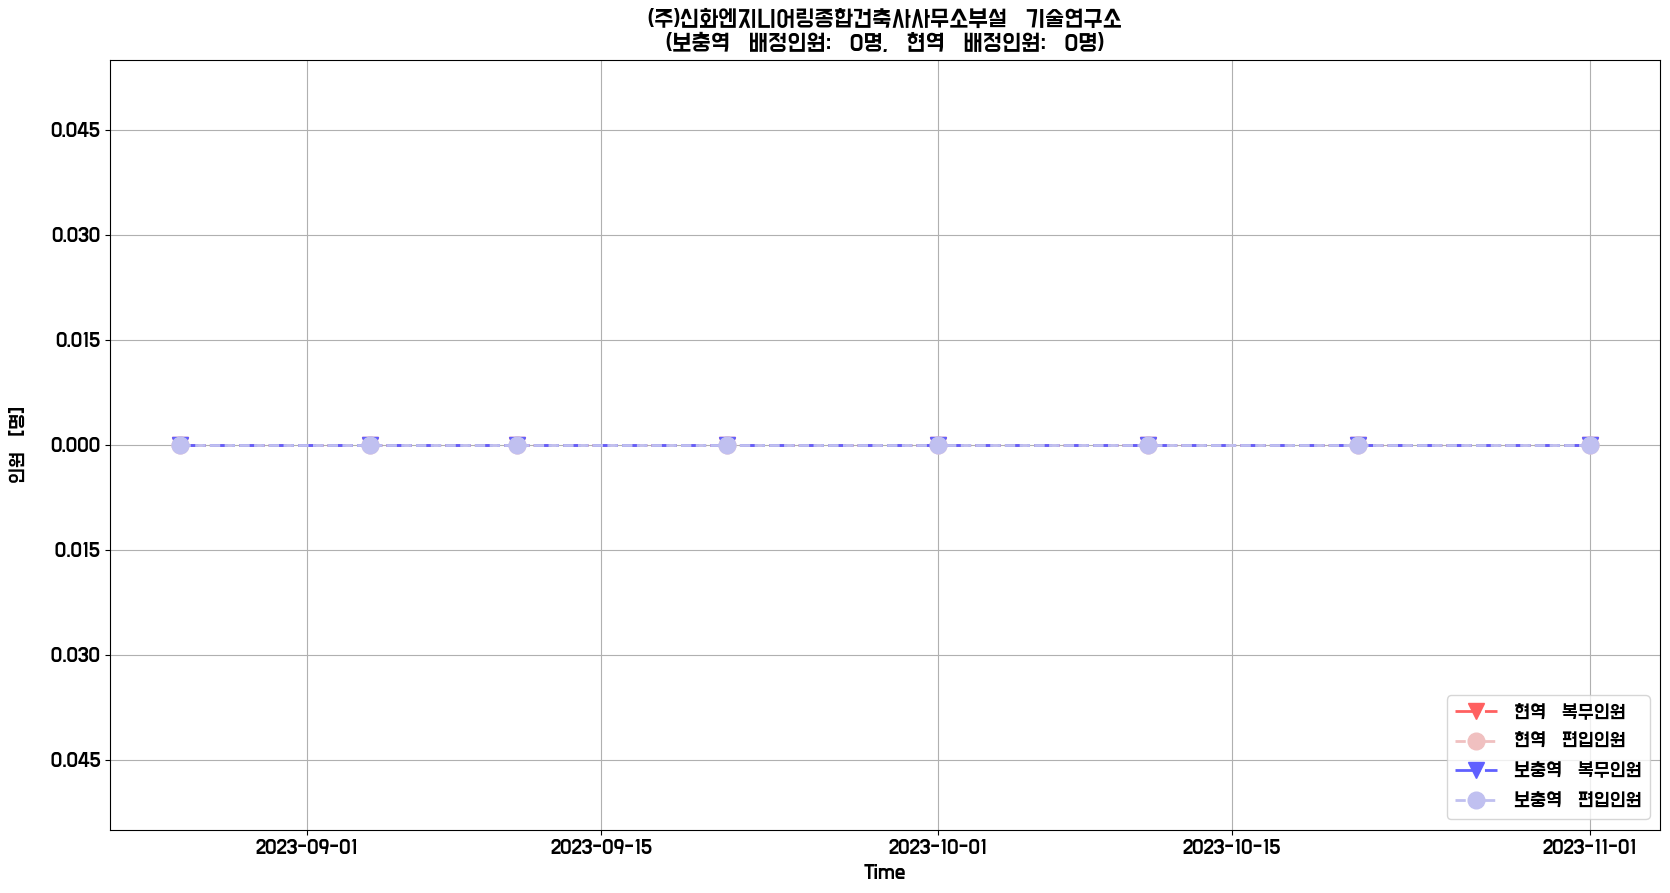 (주)신화엔지니어링종합건축사사무소부설 기술연구소
(보충역 배정인원: 0명, 현역 배정인원: 0명)
0.045
0.030
0.015
0.000
0.015
0.030
0.045
인원 [명]
현역 복무인원
현역 편입인원
보충역 복무인원
보충역 편입인원
2023-09-01 2023-09-15 2023-10-01 2023-10-15 2023-11-01
Time